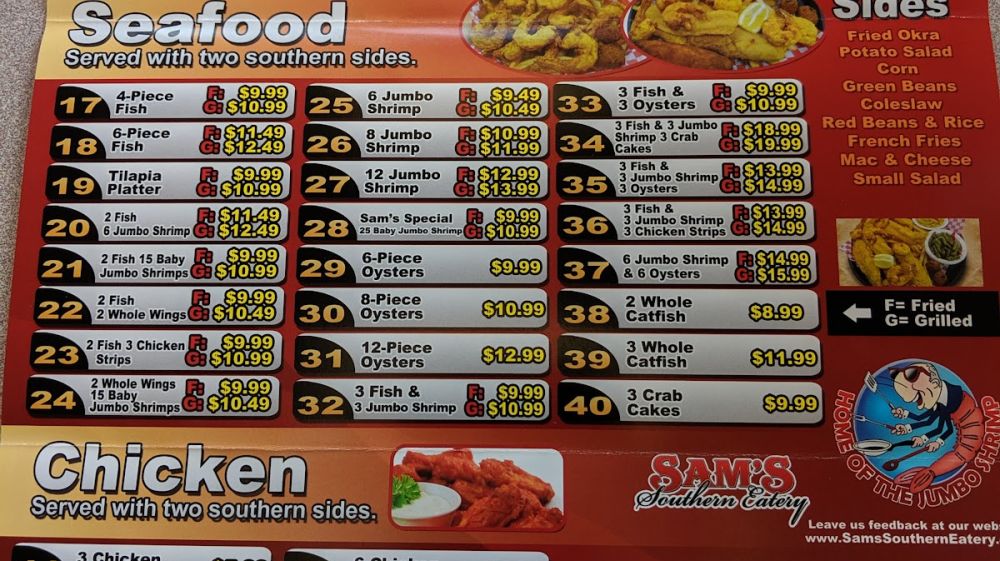 Seafood
Served with two southern sides.
17 4-Piece Fish F: $9.99 G: $10.99
18 6-Piece Fish F: $11.49 G: $12.49
19 Tilapia Platter F: $9.99 G: $10.99
20 2 Fish 6 Jumbo Shrimp F: $11.49 G: $12.49
21 2 Fish 15 Baby Jumbo Shrimps F: $9.99 G: $10.99
22 2 Fish 2 Whole Wings F: $9.99 G: $10.49
23 2 Fish 3 Chicken Strips F: $9.99 G: $10.99
24 2 Whole Wings 15 Baby Jumbo Shrimps F: $9.99 G: $10.49
25 6 Jumbo Shrimp F: $9.49 G: $10.49
26 8 Jumbo Shrimp F: $10.99 G: $11.99
27 12 Jumbo Shrimp F: $12.99 G: $13.99
28 Sam's Special 25 Baby Jumbo Shrimp F: $9.99 G: $10.99
29 6-Piece Oysters $9.99
30 8-Piece Oysters $10.99
31 12-Piece Oysters $12.99
32 3 Fish & 3 Jumbo Shrimp F: $9.99 G: $10.99
33 3 Fish & 3 Oysters F: $9.99 G: $10.99
34 3 Fish & 3 Jumbo Shrimp 3 Crab Cakes F: $18.99 G: $19.99
35 3 Fish & 3 Jumbo Shrimp 3 Oysters F: $13.99 G: $14.99
36 3 Fish & 3 Jumbo Shrimp 3 Chicken Strips F: $13.99 G: $14.99
37 6 Jumbo Shrimp & 6 Oysters F: $14.99 G: $15.99
38 2 Whole Catfish $8.99
39 3 Whole Catfish $11.99
40 3 Crab Cakes $9.99
Sides
Fried Okra
Potato Salad
Corn
Green Beans
Coleslaw
Red Beans & Rice
French Fries
Mac & Cheese
Small Salad
F= Fried
G= Grilled
HOME OF THE JUMBO SHRIMP
Chicken
Served with two southern sides.
SAM'S
Southern Eatery
Leave us feedback at our webs
www.SamsSouthernEatery.
3 Chicken